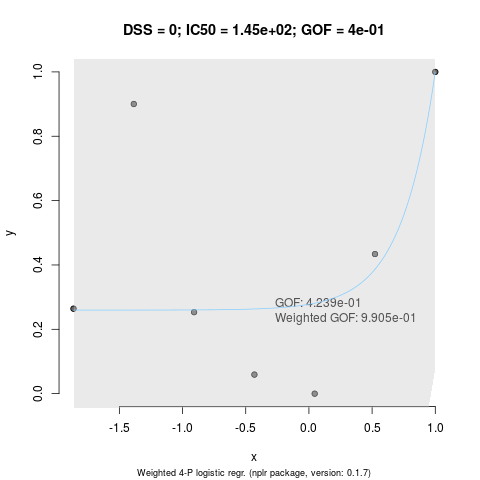 DSS = 0; IC50 = 1.45e+02; GOF = 4e-01
1.0
0.8
0.6
0.4
0.2
0.0
y
GOF: 4.239e-01
Weighted GOF: 9.905e-01
-1.5
-1.0
-0.5
0.0
0.5
1.0
x
Weighted 4-P logistic regr. (nplr package, version: 0.1.7)